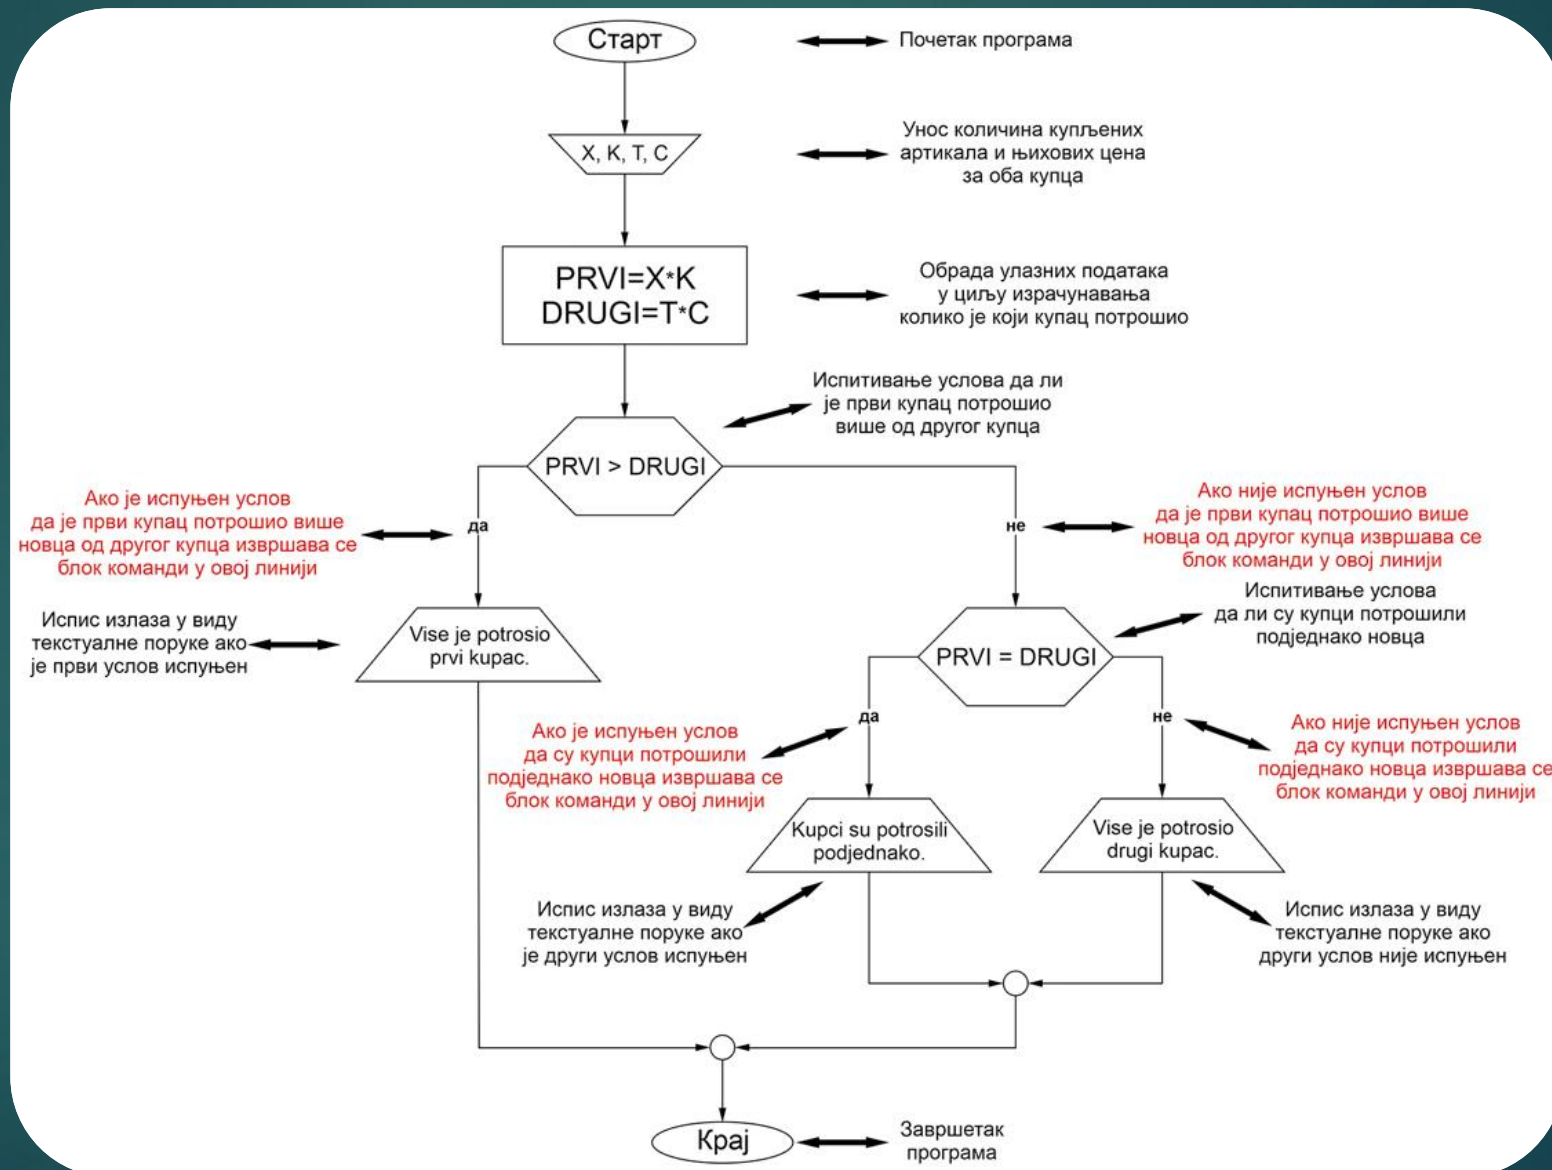 Старт
Почетак програма
X, K, T, C
Унос количина купљених
артикала и њихових цена
за оба купца
PRVI=X*K
DRUGI=T*C
Обрада улазних података
у циљу израчунавања
колико је који купац потрошио
Испитивање услова да ли
је први купац потрошио
више од другог купца
PRVI > DRUGI
Ако је испуњен услов
да је први купац потрошио више
новца од другог купца извршава се
блок команди у овој линији
да
не
Ако није испуњен услов
да је први купац потрошио више
новца од другог купца извршава се
блок команди у овој линији
Испис излаза у виду
текстуалне поруке ако
је први услов испуњен
Vise je potrosio
prvi kupac.
Испитивање услова
да ли су купци потрошили
подједнако новца
PRVI = DRUGI
Ако је испуњен услов
да су купци потрошили
подједнако новца извршава се
блок команди у овој линији
да
не
Ако није испуњен услов
да су купци потрошили
подједнако новца извршава се
блок команди у овој линији
Kupci su potrosili
podjednako.
Vise je potrosio
drugi kupac.
Испис излаза у виду
текстуалне поруке ако
је други услов испуњен
Испис излаза у виду
текстуалне поруке ако
други услов није испуњен
Крај
Завршетак
програма